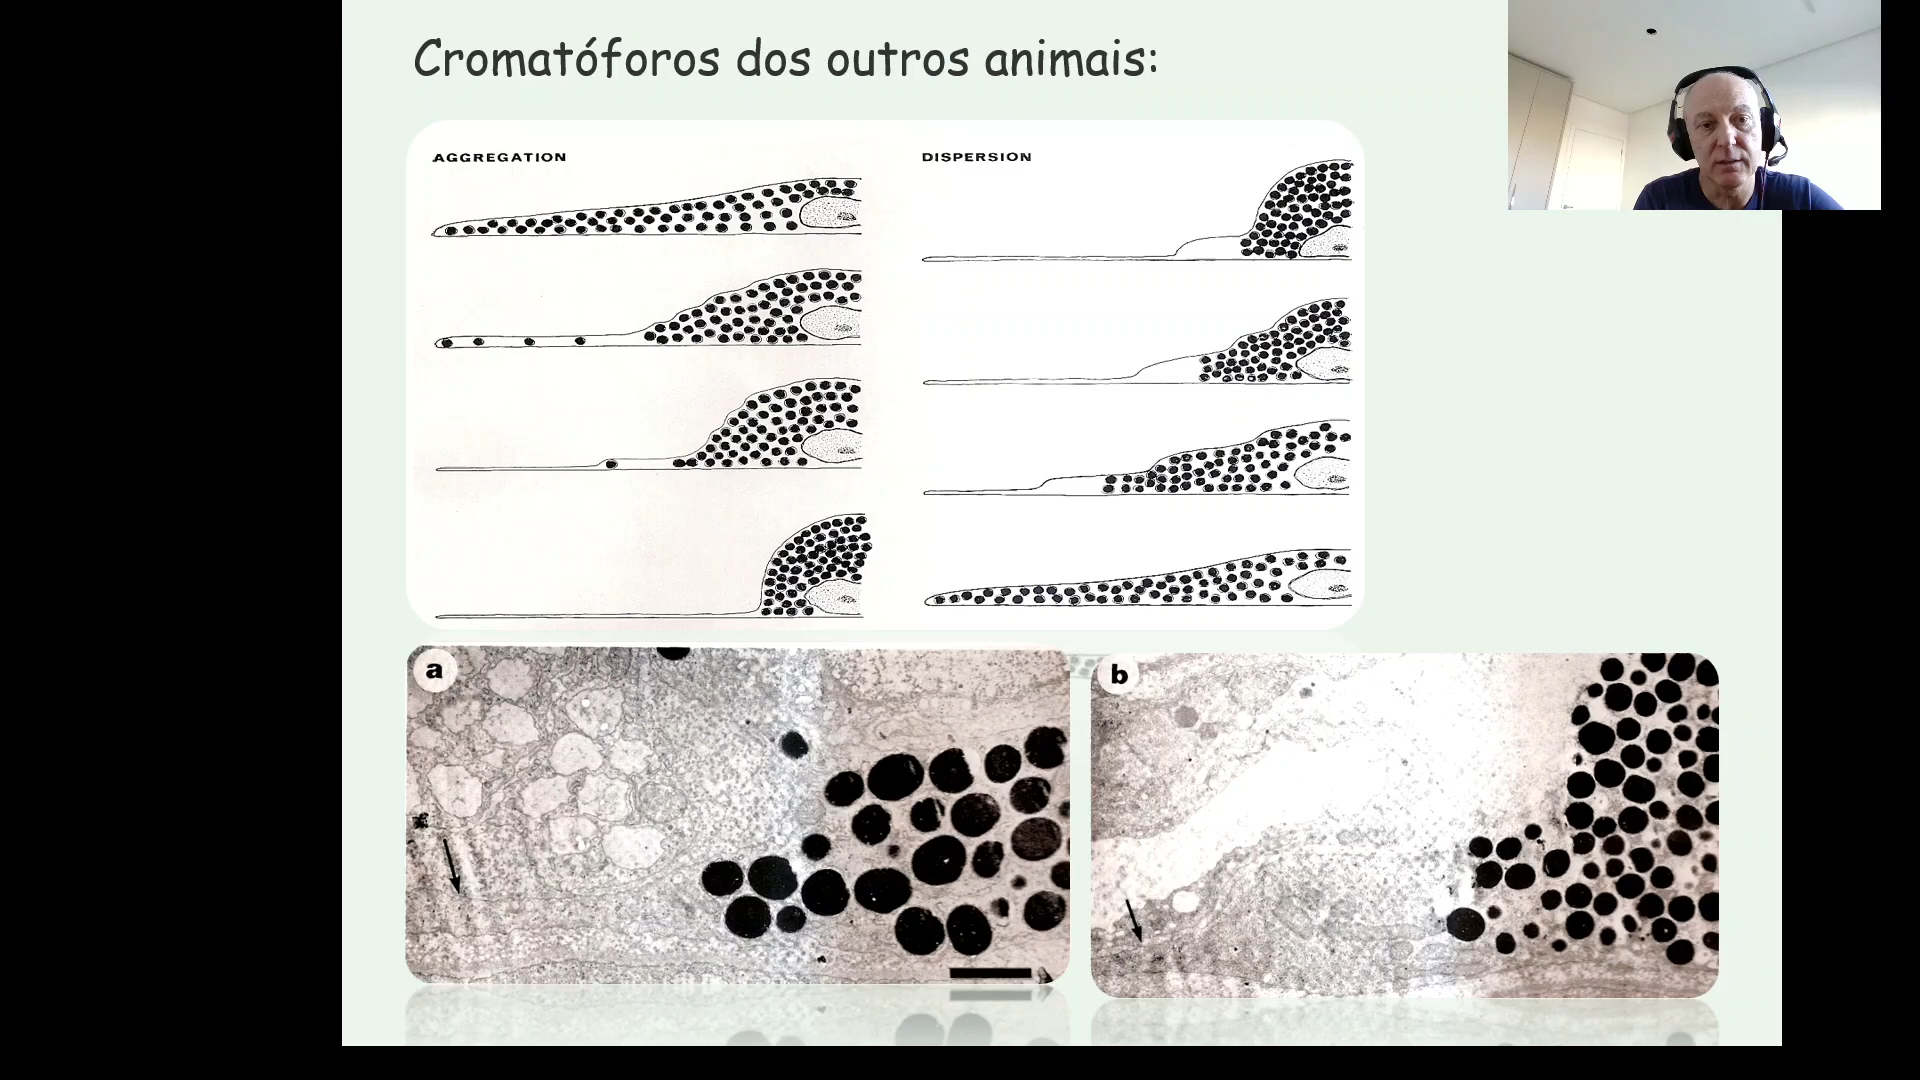 Cromatóforos dos outros animais:
AGGREGATION
DISPERSION
a
b